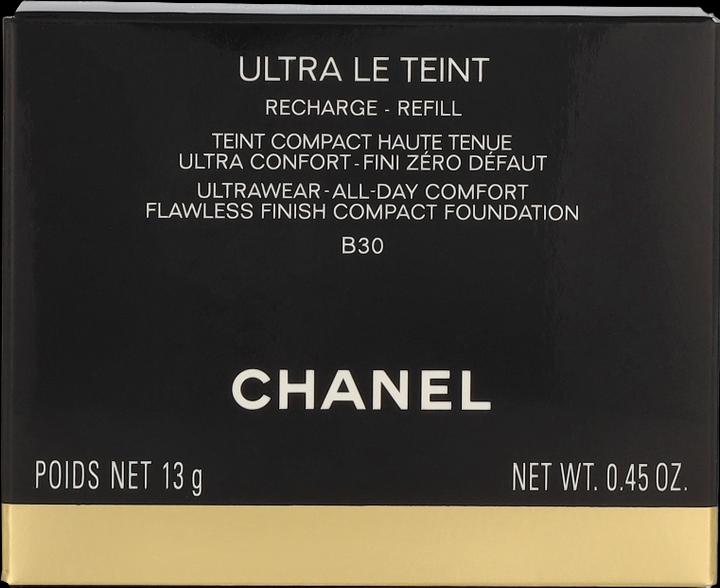 ULTRA LE TEINT
RECHARGE - REFILL
TEINT COMPACT HAUTE TENUE
ULTRA CONFORT - FINI ZÉRO DÉFAUT
ULTRAWEAR - ALL-DAY COMFORT
FLAWLESS FINISH COMPACT FOUNDATION
B30
CHANEL
POIDS NET 13 g NET WT. 0.45 OZ.